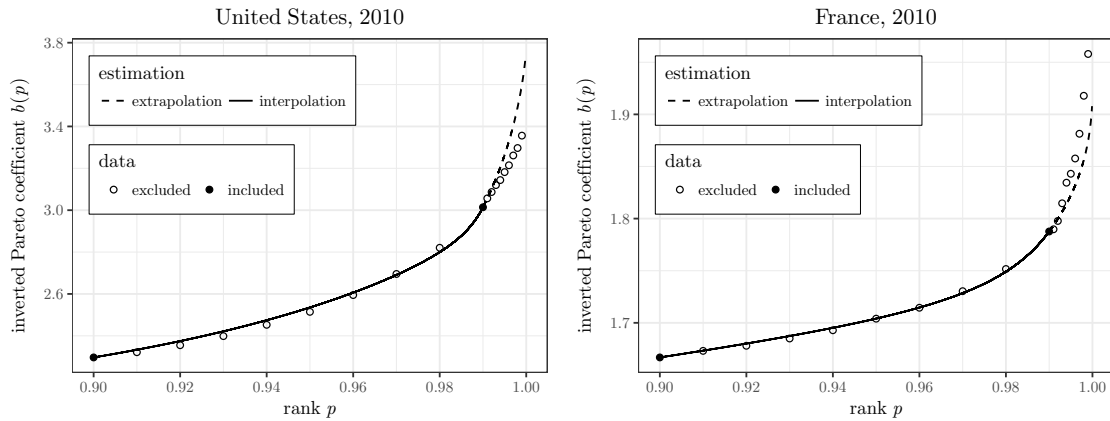 United States, 2010
inverted Pareto coefficient b(p)
3.8
3.4
3.0
2.6
estimation
extrapolation interpolation
data
excluded included
0.90 0.92 0.94 0.96 0.98 1.00
rank p
France, 2010
inverted Pareto coefficient b(p)
1.9
1.8
1.7
estimation
extrapolation interpolation
data
excluded included
0.90 0.92 0.94 0.96 0.98 1.00
rank p